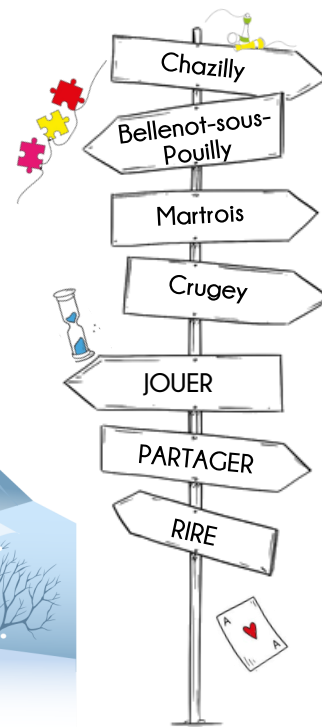 Chazilly
Bellenot-sous-
Pouilly
Martrois
Crugey
JOUER
PARTAGER
RIRE
A
A